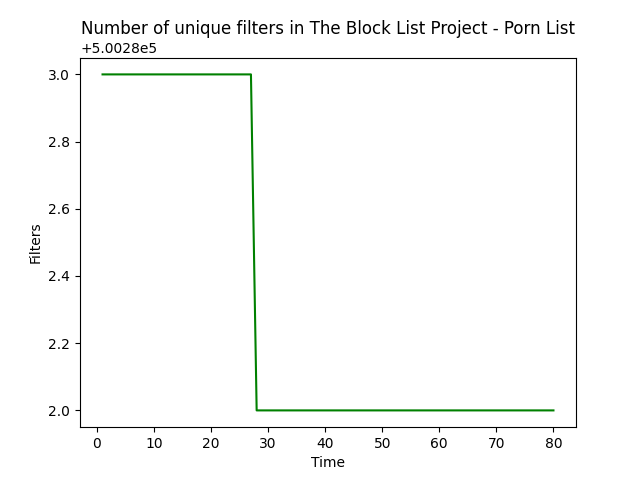 Number of unique filters in The Block List Project - Porn List
+5.0028e5
3.0
2.8
2.6
2.4
2.2
2.0
Filters
0 10 20 30 40 50 60 70 80
Time